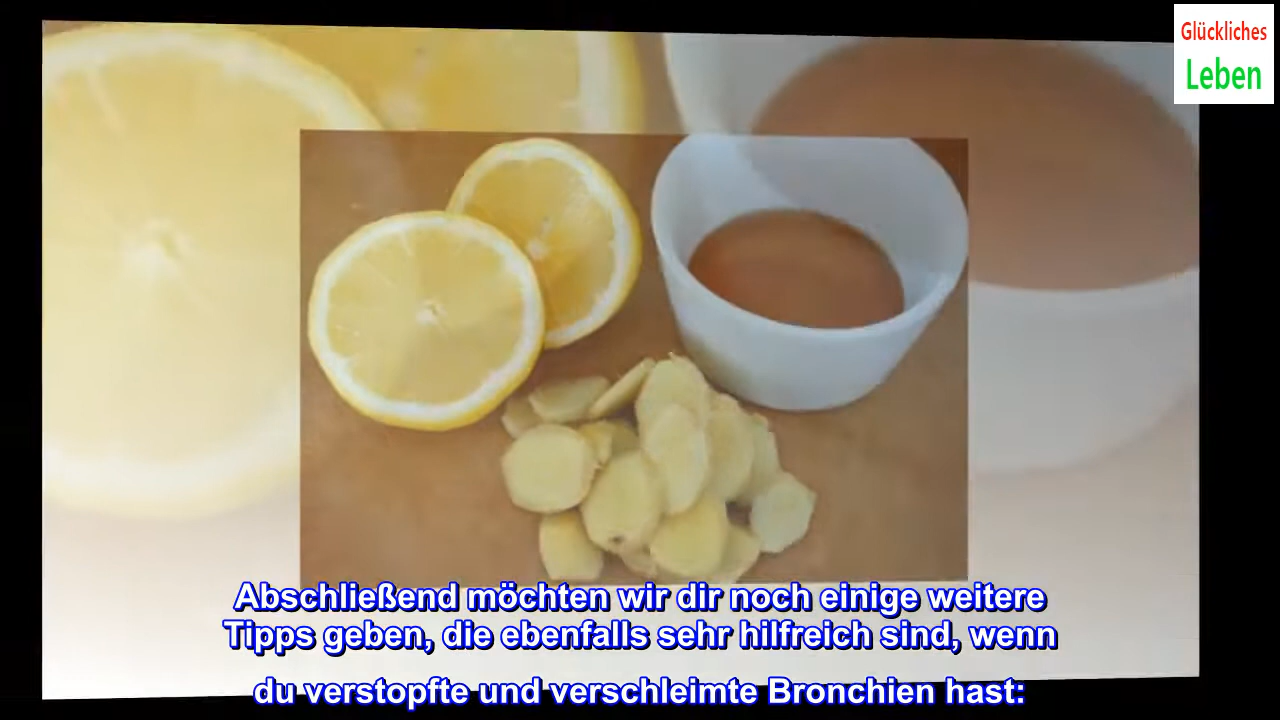 Glückliches
Leben
Abschließend möchten wir dir noch einige weitere
Tipps geben, die ebenfalls sehr hilfreich sind, wenn
du verstopfte und verschleimte Bronchien hast: